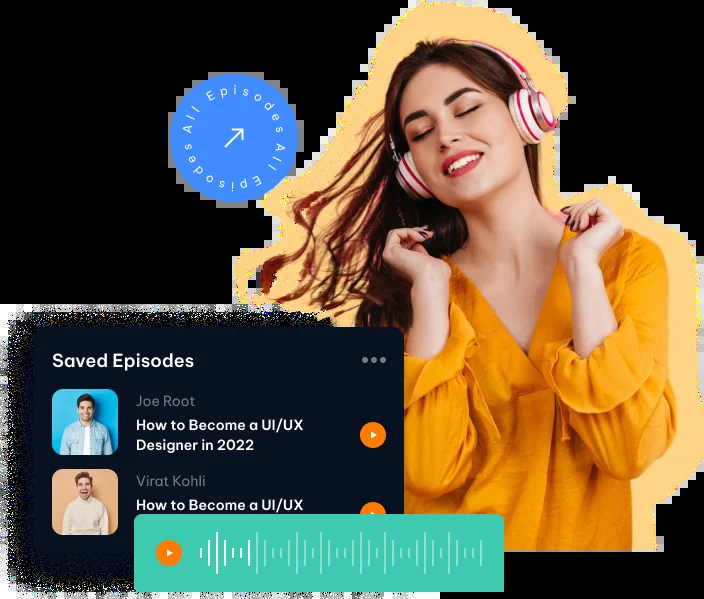 All Episodes All Episodes
Saved Episodes
Joe Root
How to Become a UI/UX
Designer in 2022
Virat Kohli
How to Become a UI/UX